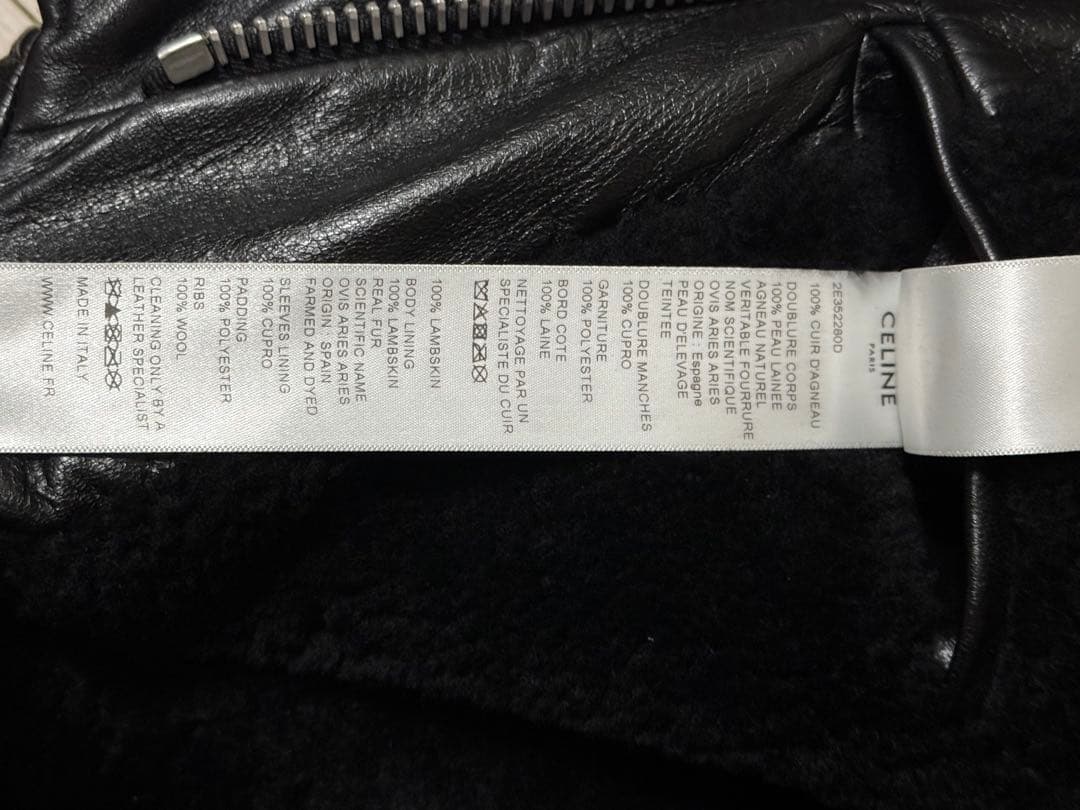 CELINE
PARIS
2E352280D
100% CUIR D'AGNEAU
DOUBLURE CORPS
100% PEAU LAINEE
AGNEAU NATUREL
VERITABLE FOURRURE
NOM SCIENTIFIQUE
OVIS ARIES ARIES
ORIGINE : Espagne
PEAU D'ELEVAGE
TEINTEE
DOUBLURE MANCHES
100% CUPRO
GARNITURE
100% POLYESTER
BORD COTE
100% LAINE
NETTOYAGE PAR UN
SPECIALISTE DU CUIR
100% LAMBSKIN
BODY LINING
100% LAMBSKIN
REAL FUR
SCIENTIFIC NAME
OVIS ARIES ARIES
ORIGIN : SPAIN
FARMED AND DYED
SLEEVES LINING
100% CUPRO
PADDING
100% POLYESTER
RIBS
100% WOOL
CLEANING ONLY BY A
LEATHER SPECIALIST
MADE IN ITALY
WWW.CELINE.FR